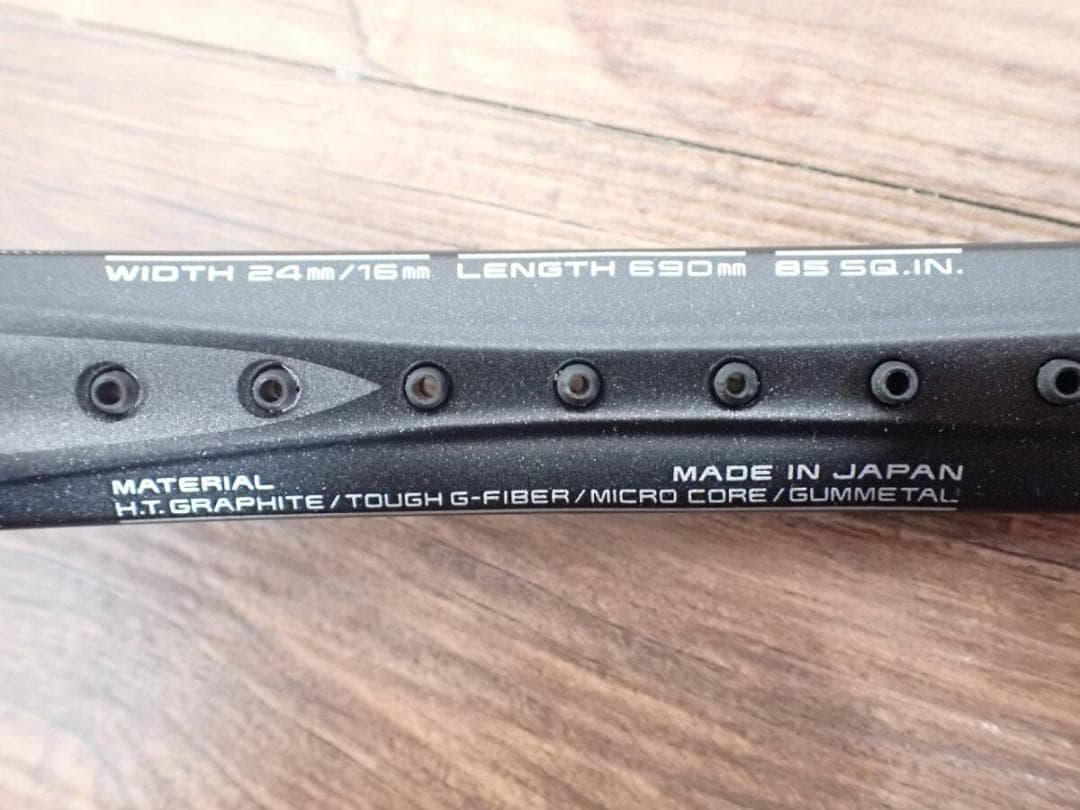 WIDTH 24㎜/16㎜ LENGTH 690㎜ 85 SQ.IN.
MADE IN JAPAN
MATERIAL
H.T. GRAPHITE/TOUGH G-FIBER/MICRO CORE/GUMMETAL